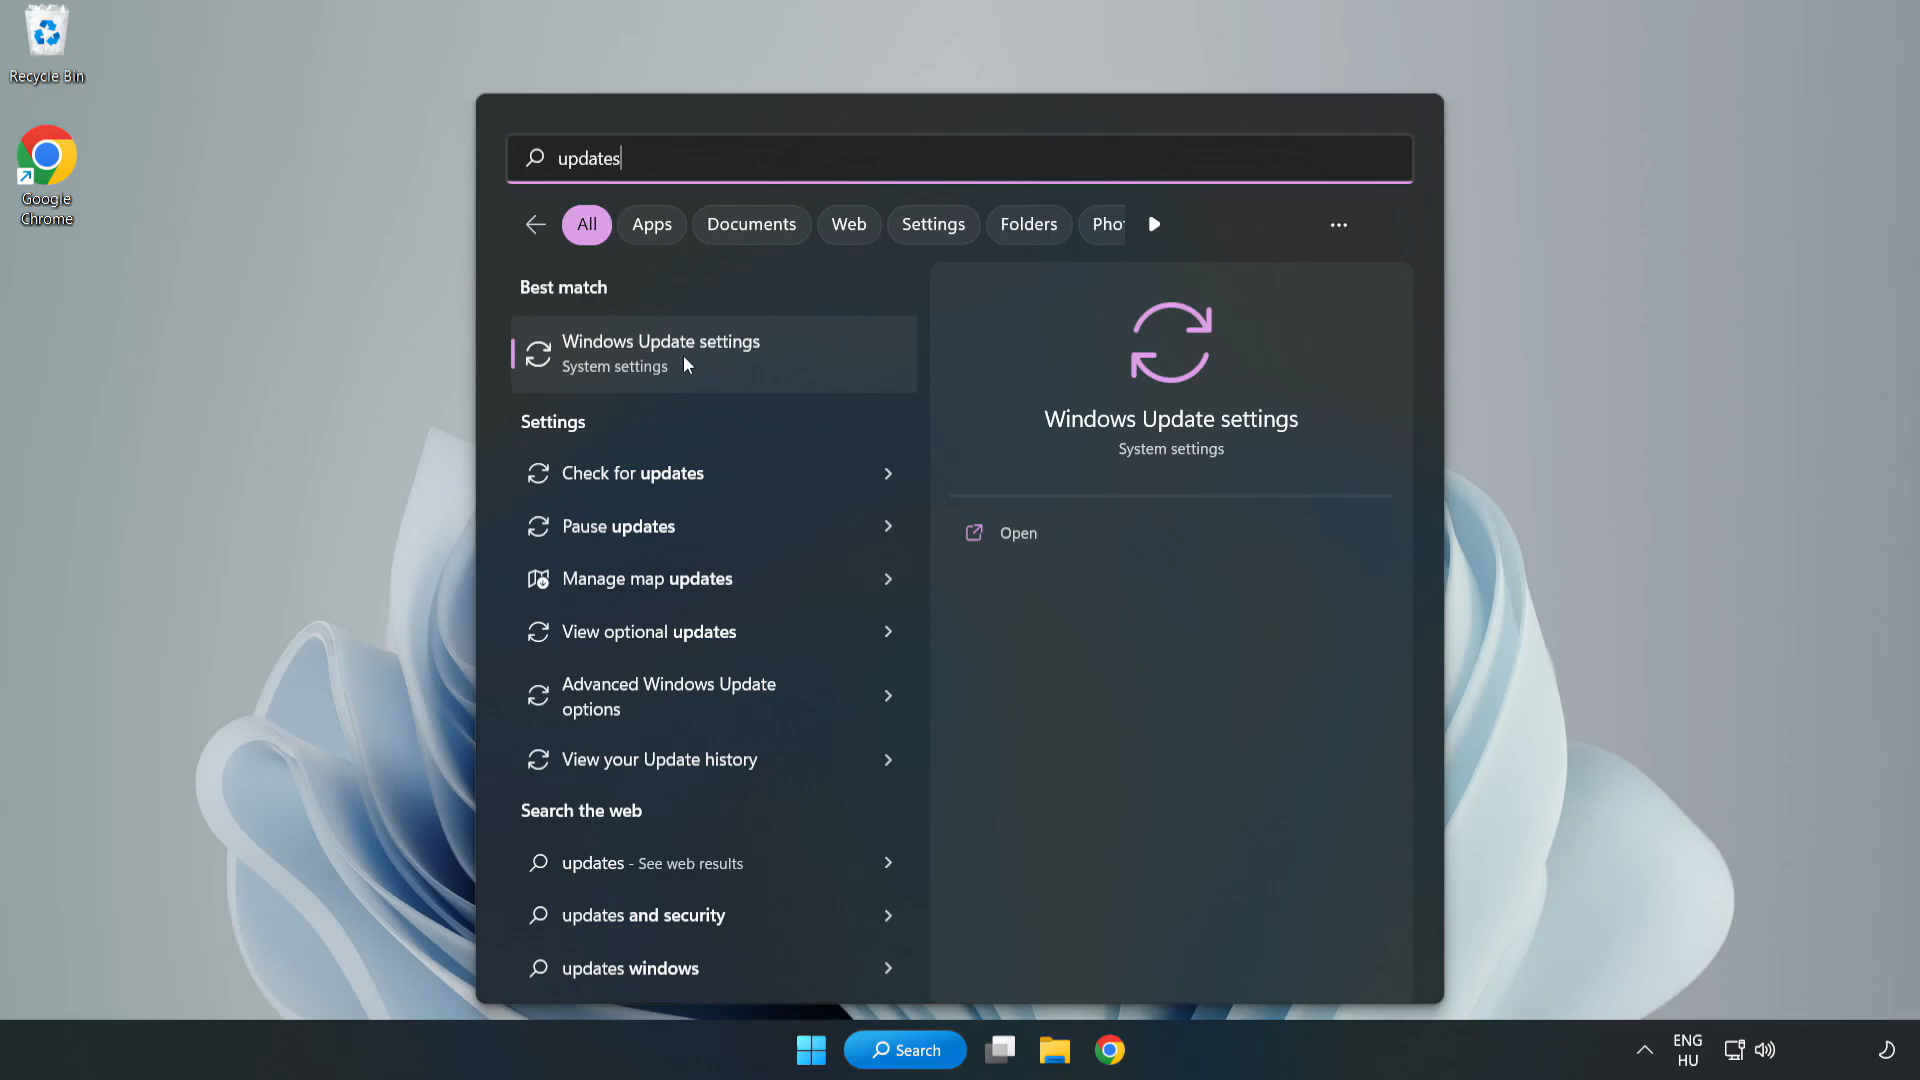 Recycle Bin
Google
Chrome
updates
All
Apps
Documents
Web
Settings
Folders
Pho
Best match
Windows Update settings
System settings
Settings
Check for updates
Pause updates
Manage map updates
View optional updates
Advanced Windows Update
options
View your Update history
Search the web
updates - See web results
updates and security
updates windows
Windows Update settings
System settings
Open
Search
ENG
HU